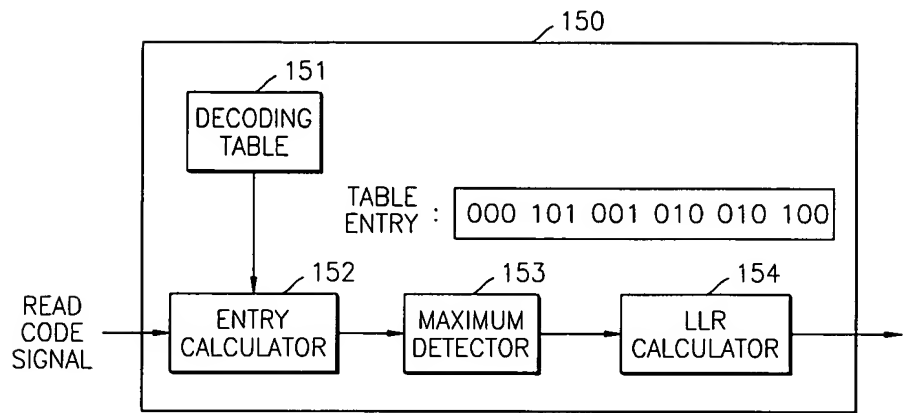 150
151
DECODING
TABLE
TABLE
ENTRY : 000 101 001 010 010 100
152
153
154
READ
CODE
SIGNAL
ENTRY
CALCULATOR
MAXIMUM
DETECTOR
LLR
CALCULATOR